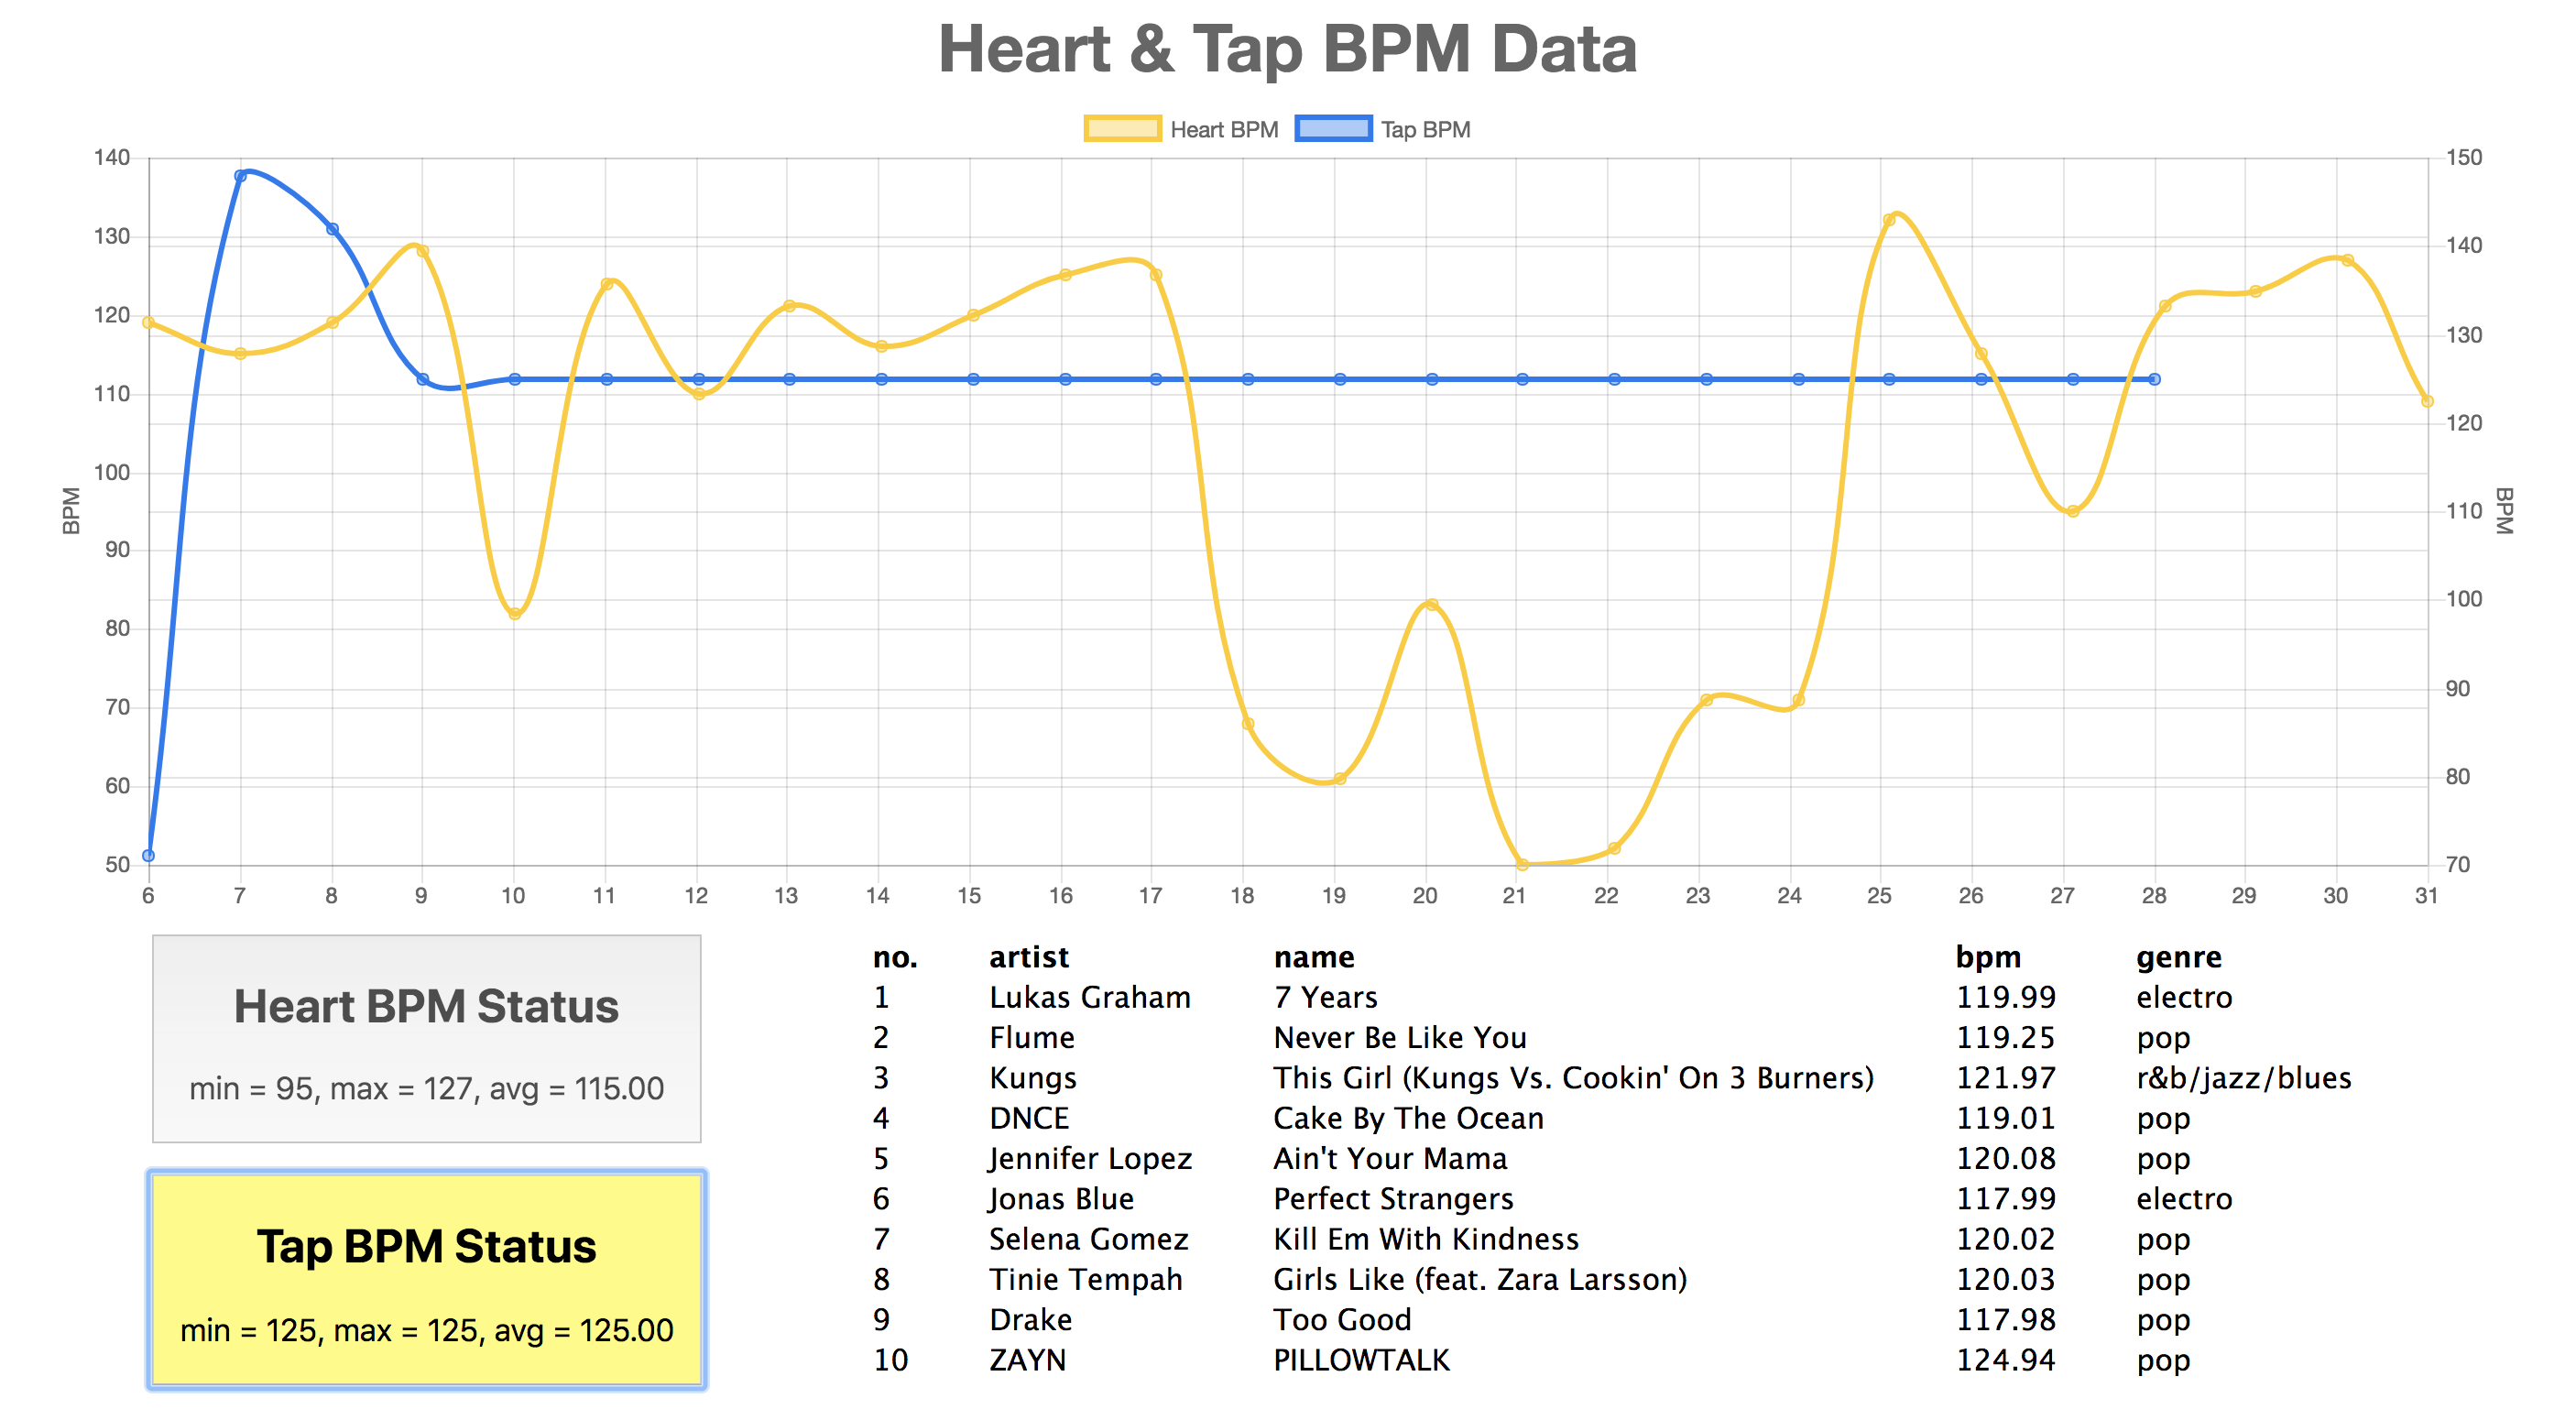 Heart & Tap BPM Data
Heart BPM Tap BPM
140 150
130 140
120 130
110 120
100 110
90 100
80 90
70 80
60 70
50
BPM
BPM
6 7 8 9 10 11 12 13 14 15 16 17 18 19 20 21 22 23 24 25 26 27 28 29 30 31
Heart BPM Status
min = 95, max = 127, avg = 115.00
Tap BPM Status
min = 125, max = 125, avg = 125.00
no. artist name bpm genre
1 Lukas Graham 7 Years 119.99 electro
2 Flume Never Be Like You 119.25 pop
3 Kungs This Girl (Kungs Vs. Cookin' On 3 Burners) 121.97 r&b/jazz/blues
4 DNCE Cake By The Ocean 119.01 pop
5 Jennifer Lopez Ain't Your Mama 120.08 pop
6 Jonas Blue Perfect Strangers 117.99 electro
7 Selena Gomez Kill Em With Kindness 120.02 pop
8 Tinie Tempah Girls Like (feat. Zara Larsson) 120.03 pop
9 Drake Too Good 117.98 pop
10 ZAYN PILLOWTALK 124.94 pop